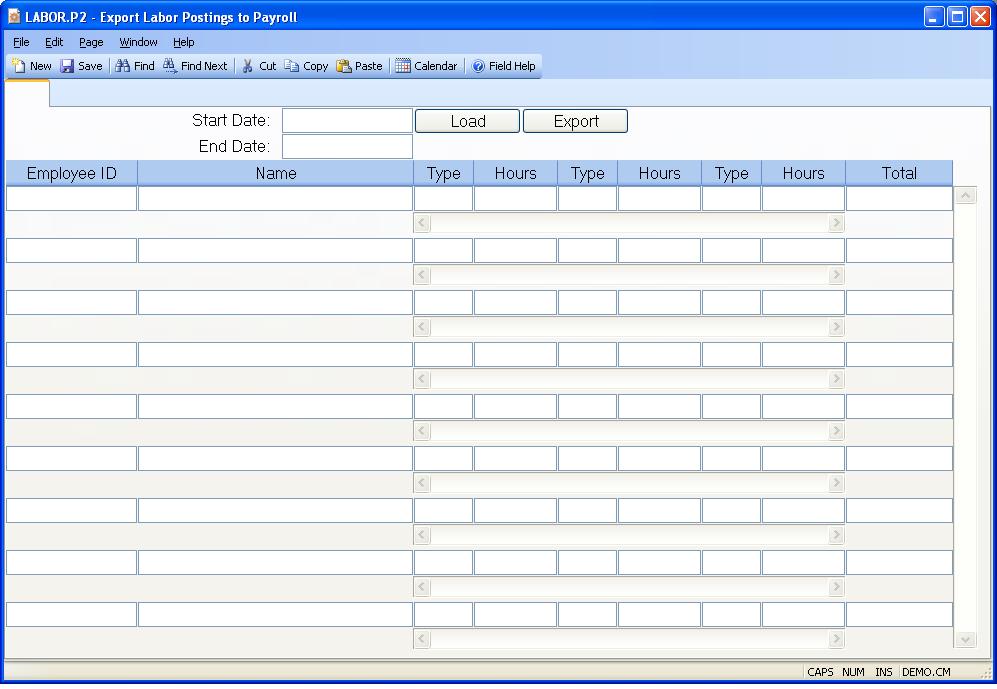 LABOR.P2 - Export Labor Postings to Payroll
File Edit Page Window Help
New Save Find Find Next Cut Copy Paste Calendar Field Help
Start Date: Load Export
End Date:
Employee ID Name Type Hours Type Hours Type Hours Total
CAPS NUM INS DEMO.CM